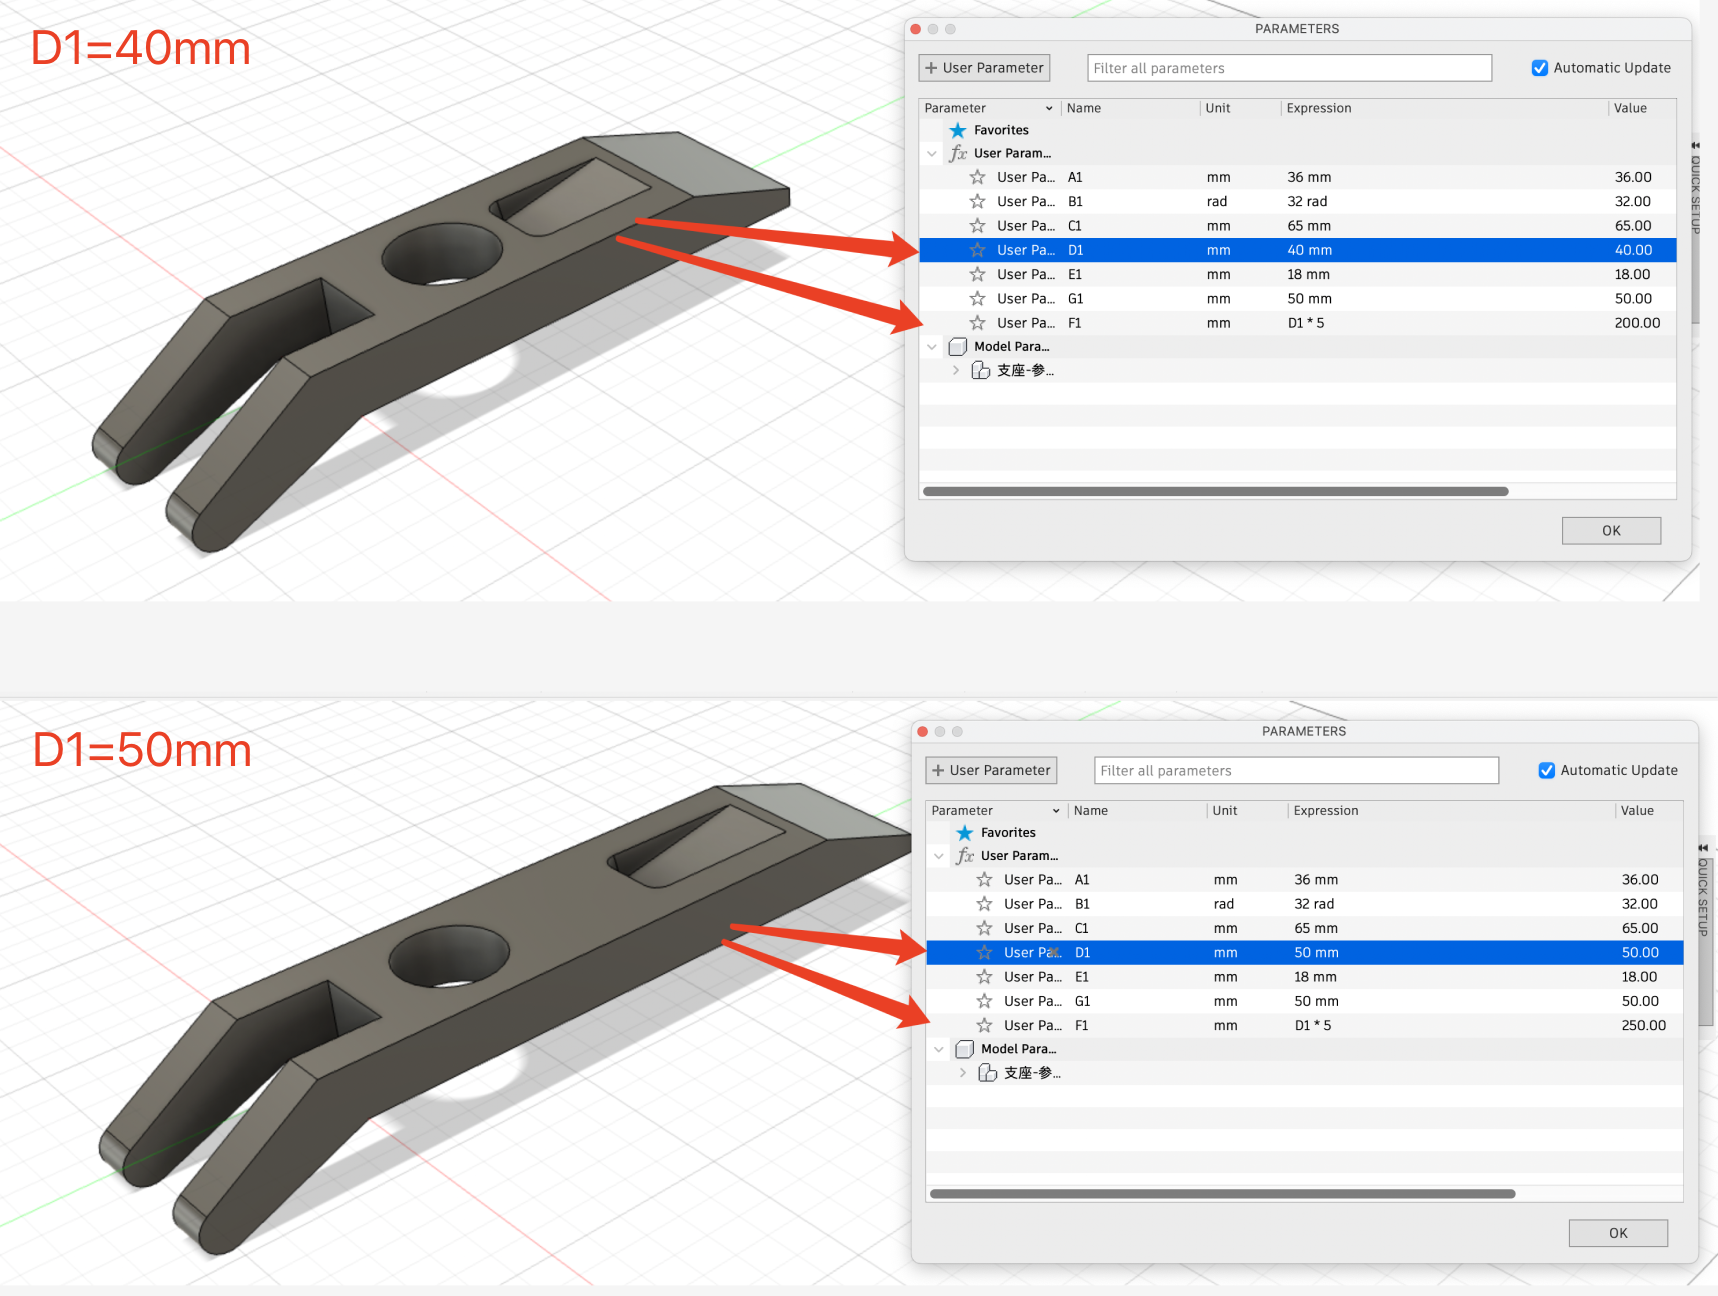 D1=40mm
PARAMETERS
+ User Parameter
Filter all parameters
Automatic Update
Parameter Name Unit Expression Value
Favorites
fx User Param...
User Pa... A1 mm 36 mm 36.00
User Pa... B1 rad 32 rad 32.00
User Pa... C1 mm 65 mm 65.00
User Pa... D1 mm 40 mm 40.00
User Pa... E1 mm 18 mm 18.00
User Pa... G1 mm 50 mm 50.00
User Pa... F1 mm D1 * 5 200.00
Model Para...
支座-参...
OK
QUICK SETUP
D1=50mm
PARAMETERS
+ User Parameter
Filter all parameters
Automatic Update
Parameter Name Unit Expression Value
Favorites
fx User Param...
User Pa... A1 mm 36 mm 36.00
User Pa... B1 rad 32 rad 32.00
User Pa... C1 mm 65 mm 65.00
User Pa... D1 mm 50 mm 50.00
User Pa... E1 mm 18 mm 18.00
User Pa... G1 mm 50 mm 50.00
User Pa... F1 mm D1 * 5 250.00
Model Para...
支座-参...
OK
QUICK SETUP